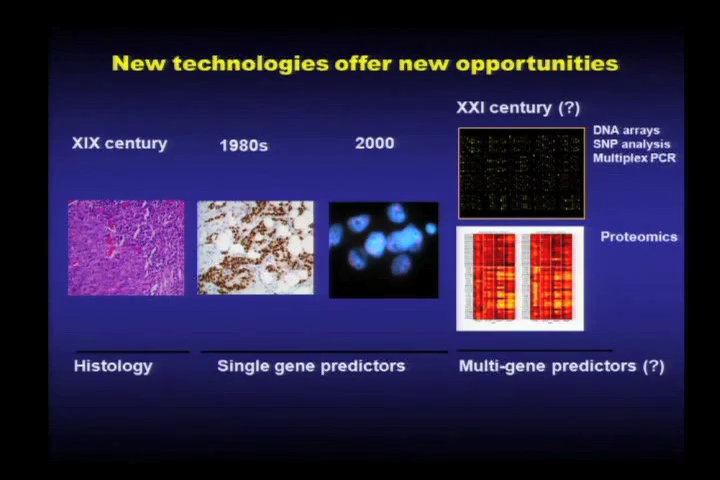 New technologies offer new opportunities
XIX century
1980s
2000
XXI century (?)
DNA arrays
SNP analysis
Multiplex PCR
Proteomics
Histology
Single gene predictors
Multi-gene predictors (?)